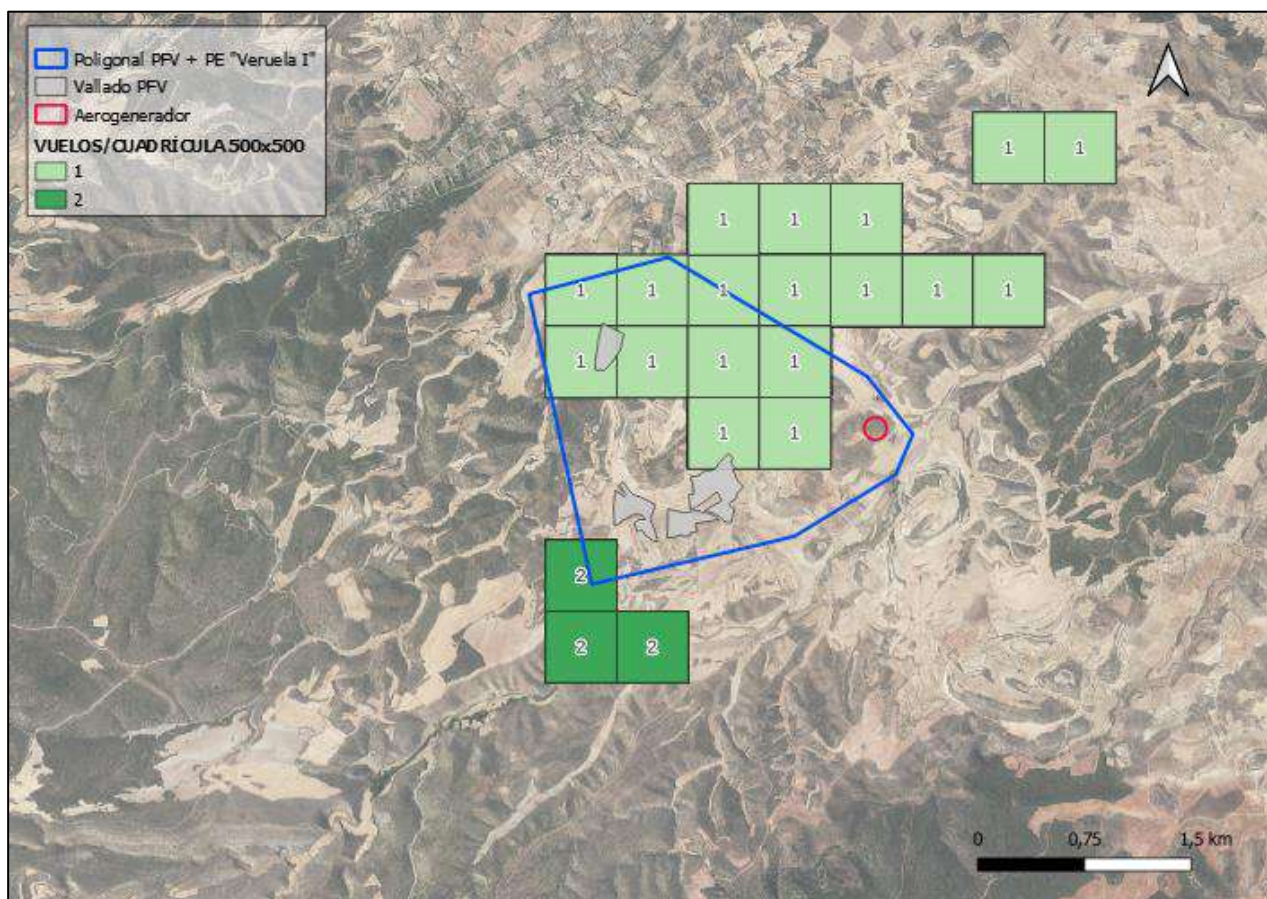 Poligonal PFV + PE "Veruela I"
Vallado PFV
Aerogenerador
VUELOS/CUADRÍCULA 500x500
1
2
1 1
1 1 1
1 1 1 1 1 1 1
1 1 1 1
1 1
2
2 2
0 0,75 1,5 km